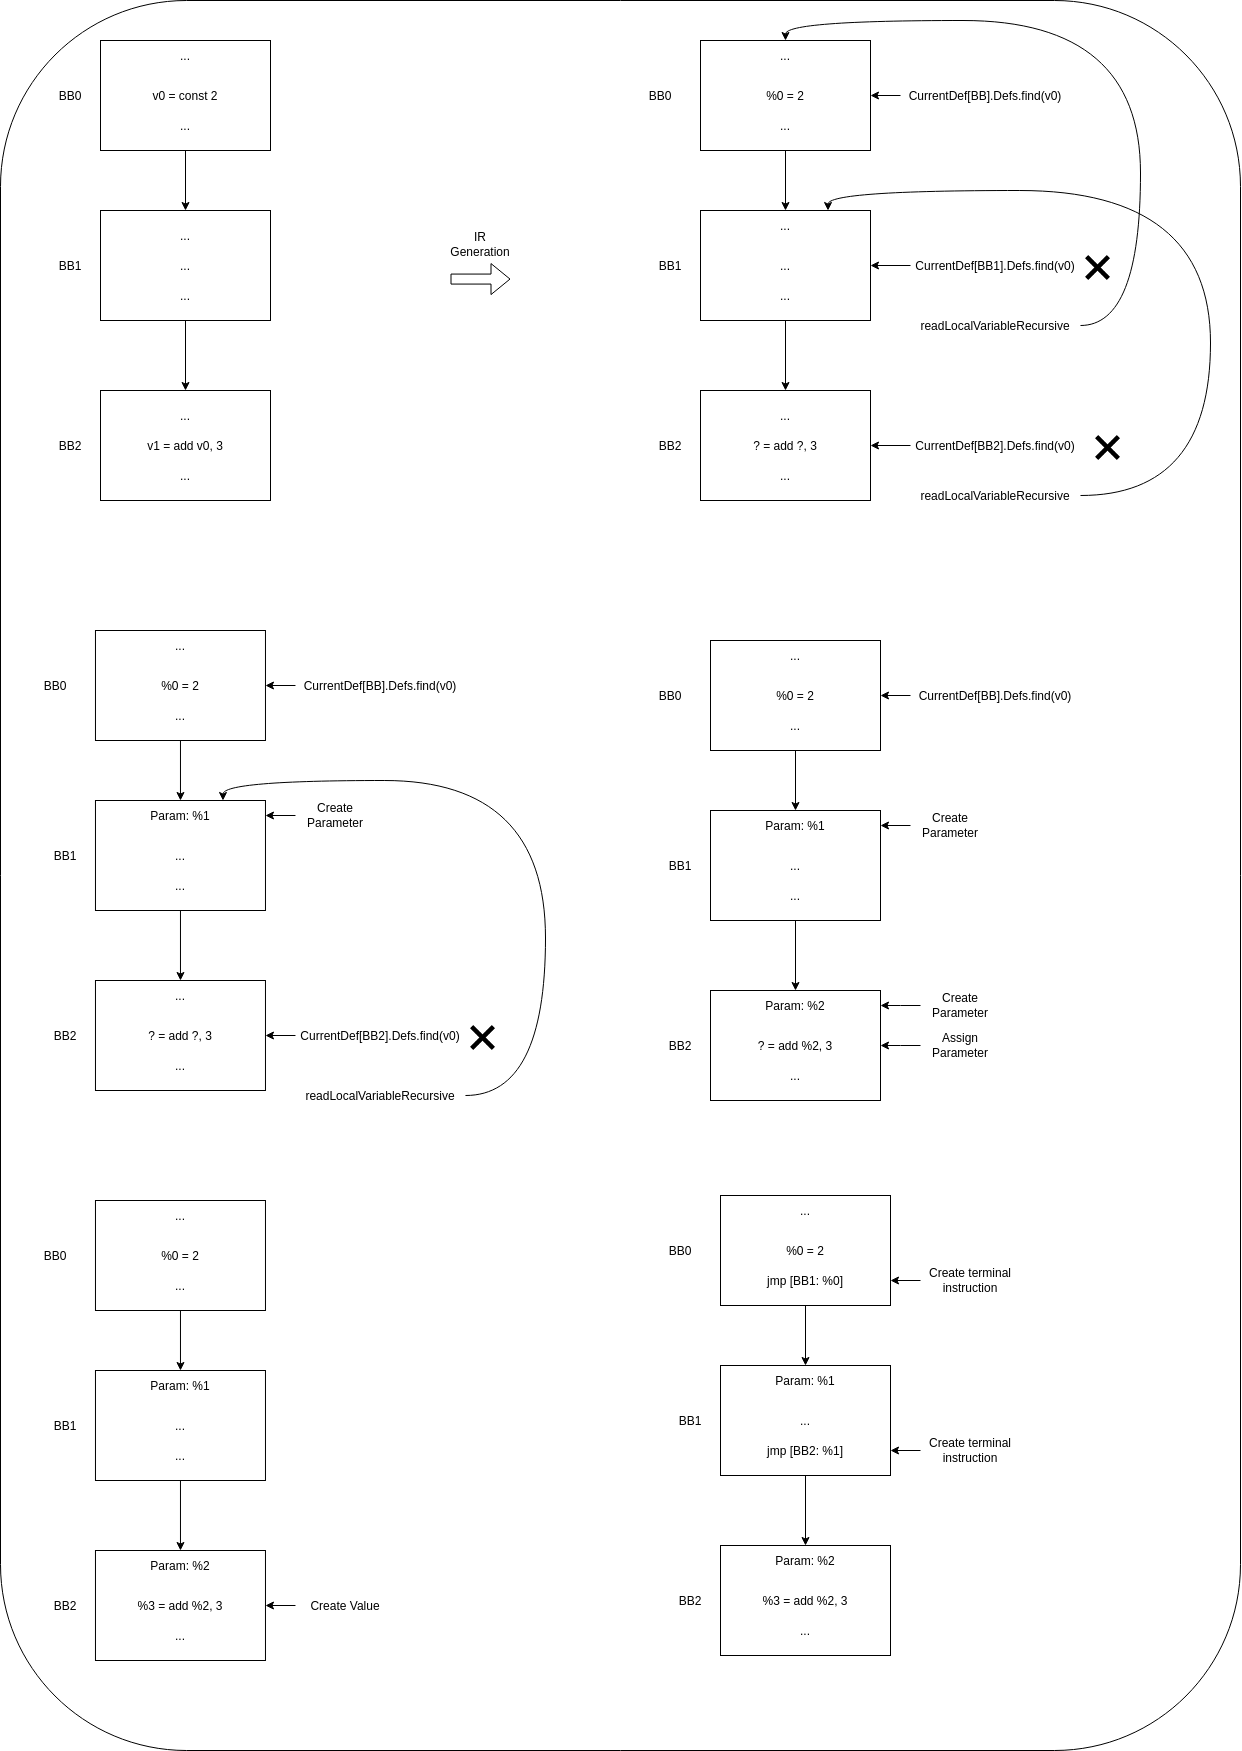 ...
BB0
v0 = const 2
...
...
BB1
...
...
...
BB2
v1 = add v0, 3
...
IR
Generation
...
BB0
%0 = 2
CurrentDef[BB].Defs.find(v0)
...
...
BB1
...
CurrentDef[BB1].Defs.find(v0)
...
readLocalVariableRecursive
...
BB2
? = add ?, 3
CurrentDef[BB2].Defs.find(v0)
...
readLocalVariableRecursive
...
BB0
%0 = 2
CurrentDef[BB].Defs.find(v0)
...
Param: %1
Create
Parameter
BB1
...
...
...
BB2
? = add ?, 3
CurrentDef[BB2].Defs.find(v0)
...
readLocalVariableRecursive
...
BB0
%0 = 2
CurrentDef[BB].Defs.find(v0)
...
Param: %1
Create
Parameter
BB1
...
...
Param: %2
Create
Parameter
BB2
? = add %2, 3
Assign
Parameter
...
...
BB0
%0 = 2
...
Param: %1
BB1
...
...
Param: %2
BB2
%3 = add %2, 3
Create Value
...
...
BB0
%0 = 2
jmp [BB1: %0]
Create terminal
instruction
Param: %1
BB1
...
jmp [BB2: %1]
Create terminal
instruction
Param: %2
BB2
%3 = add %2, 3
...